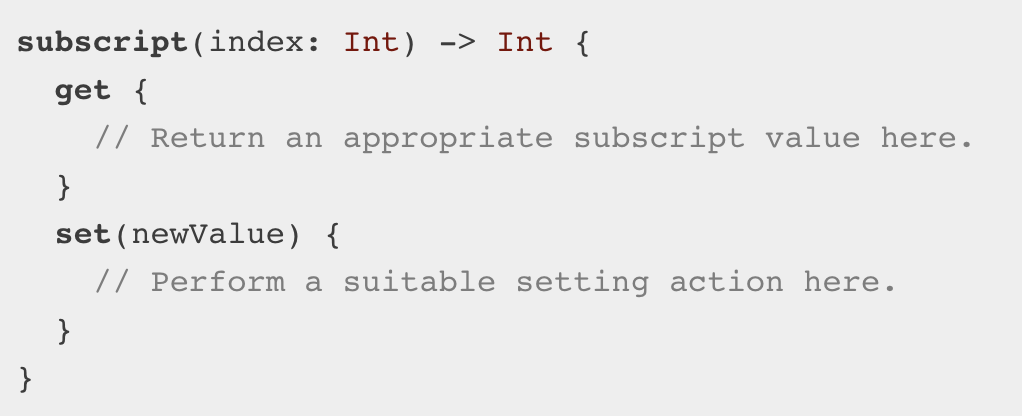 subscript(index: Int) -> Int {
  get {
    // Return an appropriate subscript value here.
  }
  set(newValue) {
    // Perform a suitable setting action here.
  }
}